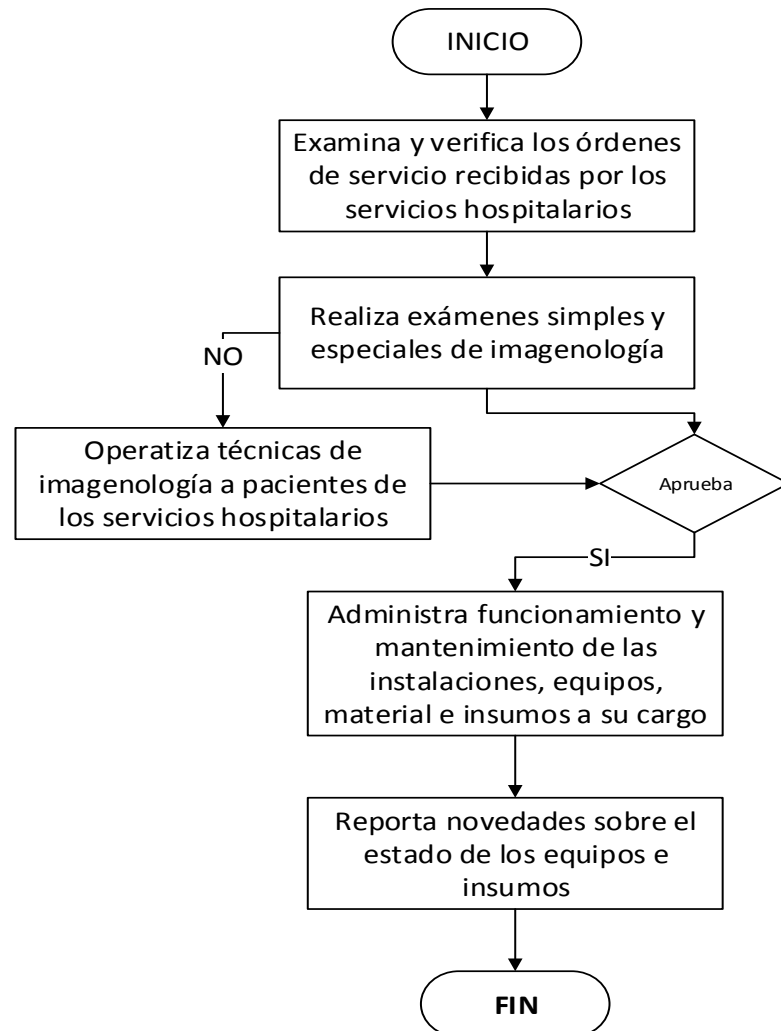 INICIO
Examina y verifica los órdenes
de servicio recibidas por los
servicios hospitalarios
Realiza exámenes simples y
especiales de imagenología
NO
Operatiza técnicas de
imagenología a pacientes de
los servicios hospitalarios
Aprueba
SI
Administra funcionamiento y
mantenimiento de las
instalaciones, equipos,
material e insumos a su cargo
Reporta novedades sobre el
estado de los equipos e
insumos
FIN